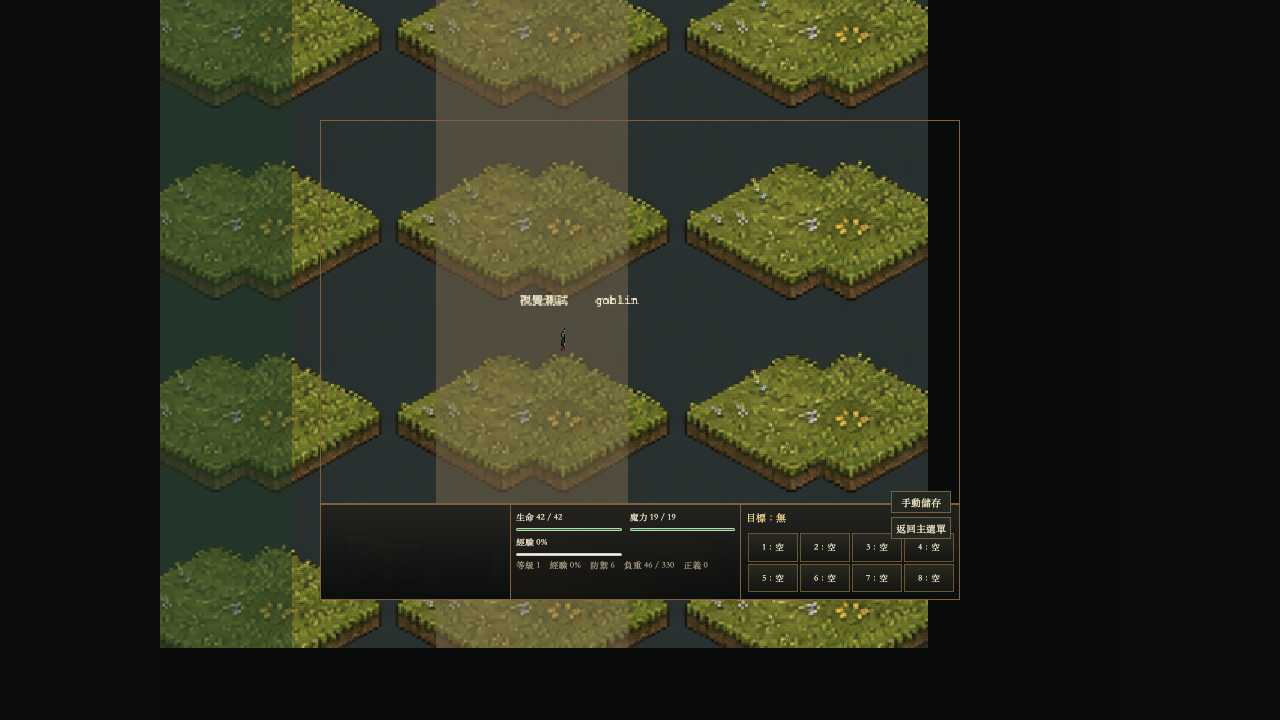 視覺測試 goblin
手動儲存
生命 42 / 42 魔力 19 / 19 目標：無
返回主選單
經驗 0%
1：空 2：空 3：空 4：空
等級 1 經驗 0% 防禦 6 負重 46 / 330 正義 0
5：空 6：空 7：空 8：空